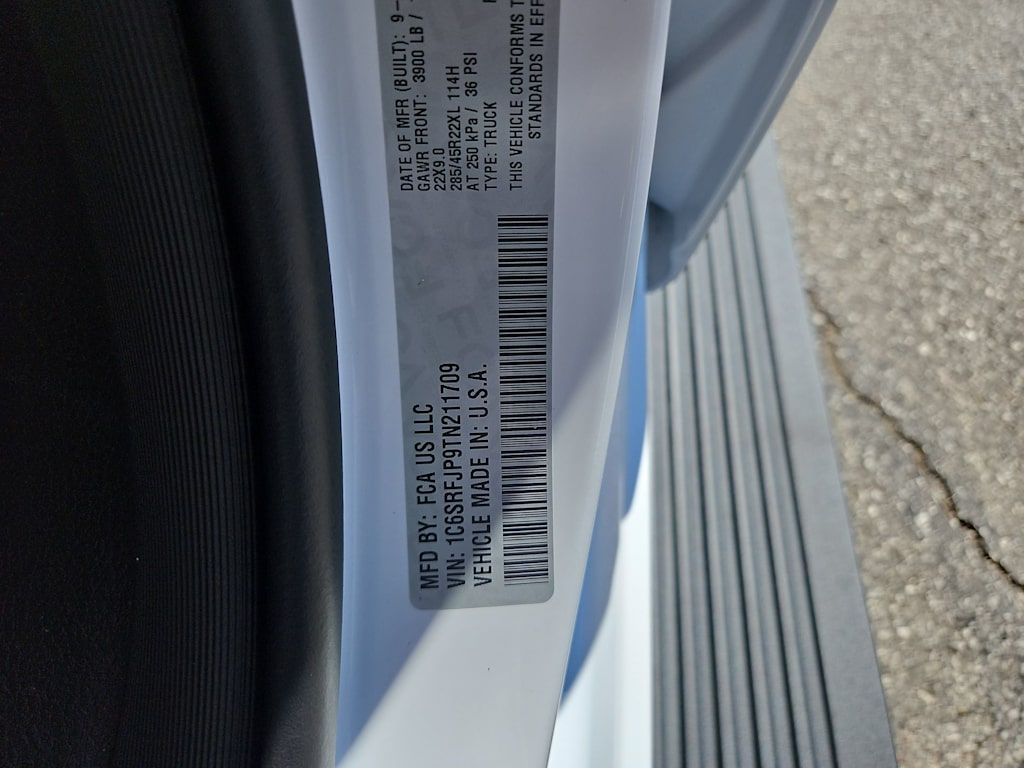 MFD BY: FCA US LLC
VIN: 1C6SRFJP9TN211709
VEHICLE MADE IN: U.S.A.
DATE OF MFR (BUILT): 9-
GAWR FRONT: 3900 LB /
22X9.0
285/45R22XL 114H
AT 250 kPa / 36 PSI
TYPE: TRUCK
THIS VEHICLE CONFORMS
STANDARDS IN